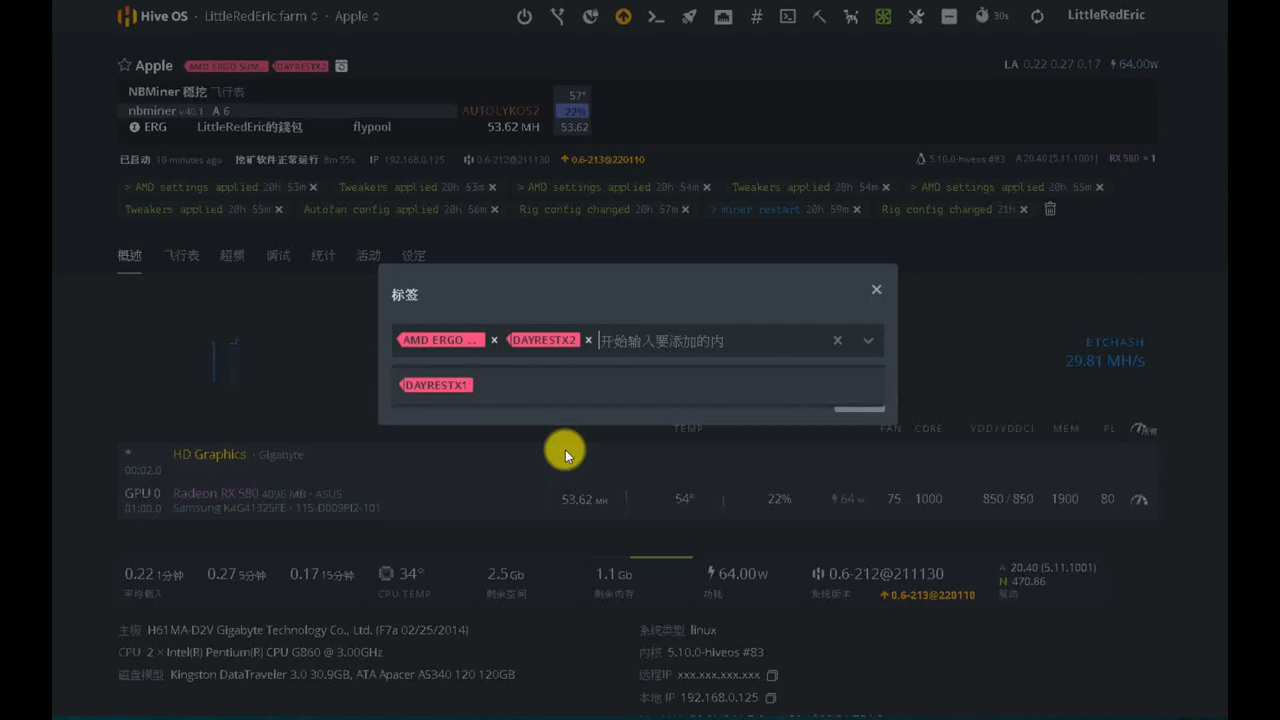 Hive OS · LittleRedEric farm Apple 30s LittleRedEric
Apple AMD ERGO SUM... DAYRESTX2 LA 0.22 0.27 0.17 64.00W
NBMiner 穩挖 飞行表 57°
nbminer v.40.1 A 6 AUTOLYKOS2 22%
ERG LittleRedEric的錢包 flypool 53.62 MH 53.62
已启动 10 minutes ago 挖矿软件正常运行 8m 55s IP 192.168.0.125 0.6-212@211130 0.6-213@220110 5.10.0-hiveos #83 A 20.40 (5.11.1001) RX 580 × 1
> AMD settings applied 20h 53m × Tweakers applied 20h 53m × > AMD settings applied 20h 54m × Tweakers applied 20h 54m × > AMD settings applied 20h 55m ×
Tweakers applied 20h 55m × Autofan config applied 20h 56m × Rig config changed 20h 57m × > miner restart 20h 59m × Rig config changed 21h ×
概述 飞行表 超频 调试 统计 活动 设定
标签 ×
AMD ERGO ... × DAYRESTX2 × 开始输入要添加的内 ×
ETCHASH
29.81 MH/s
DAYRESTX1
TEMP FAN CORE VDD/VDDCI MEM PL 所有
* HD Graphics · Gigabyte
00:02.0
GPU 0 Radeon RX 580 4096 MB · ASUS 53.62 MH 54° 22% 64 w 75 1000 850/850 1900 80
01:00.0 Samsung K4G41325FE · 115-D009PI2-101
0.22 1分钟 0.27 5分钟 0.17 15分钟 34° 2.5 Gb 1.1 Gb 64.00 W 0.6-212@211130 A 20.40 (5.11.1001)
N 470.86
平均载入 CPU TEMP 剩余空间 剩余内存 功耗 系统版本 0.6-213@220110 驱动
主板 H61MA-D2V Gigabyte Technology Co., Ltd. (F7a 02/25/2014) 系统类型 linux
CPU 2 × Intel(R) Pentium(R) CPU G860 @ 3.00GHz 内核 5.10.0-hiveos #83
磁盘模型 Kingston DataTraveler 3.0 30.9GB, ATA Apacer AS340 120 120GB 远程IP xxx.xxx.xxx.xxx
本地 IP 192.168.0.125